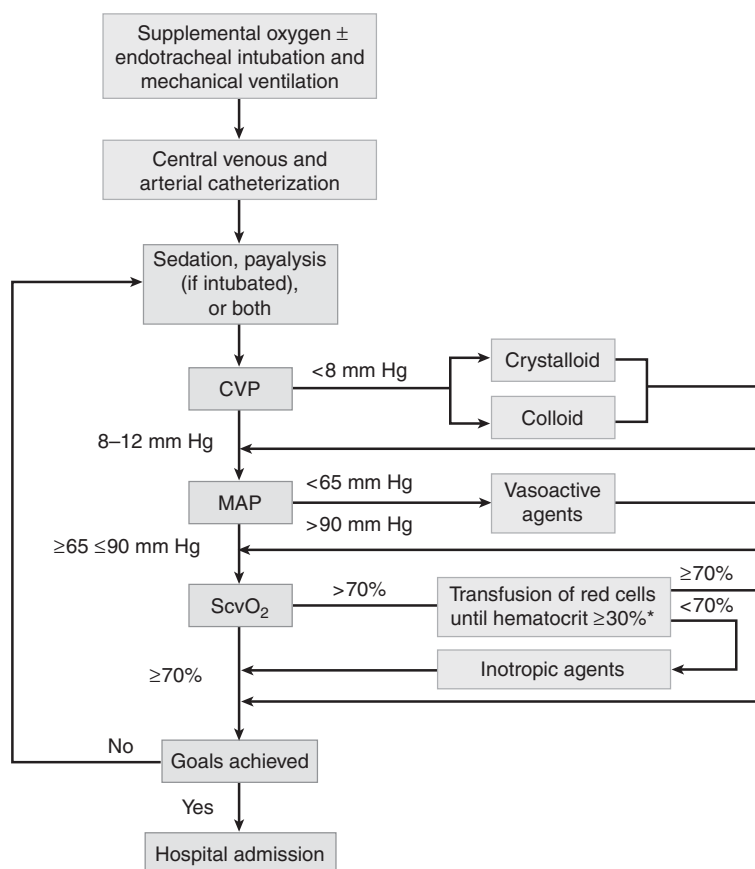 Supplemental oxygen ±
endotracheal intubation and
mechanical ventilation
Central venous and
arterial catheterization
Sedation, payalysis
(if intubated),
or both
CVP
<8 mm Hg
Crystalloid
Colloid
8–12 mm Hg
MAP
<65 mm Hg
>90 mm Hg
Vasoactive
agents
≥65 ≤90 mm Hg
ScvO₂
>70%
Transfusion of red cells
until hematocrit ≥30%*
≥70%
<70%
Inotropic agents
≥70%
Goals achieved
No
Yes
Hospital admission